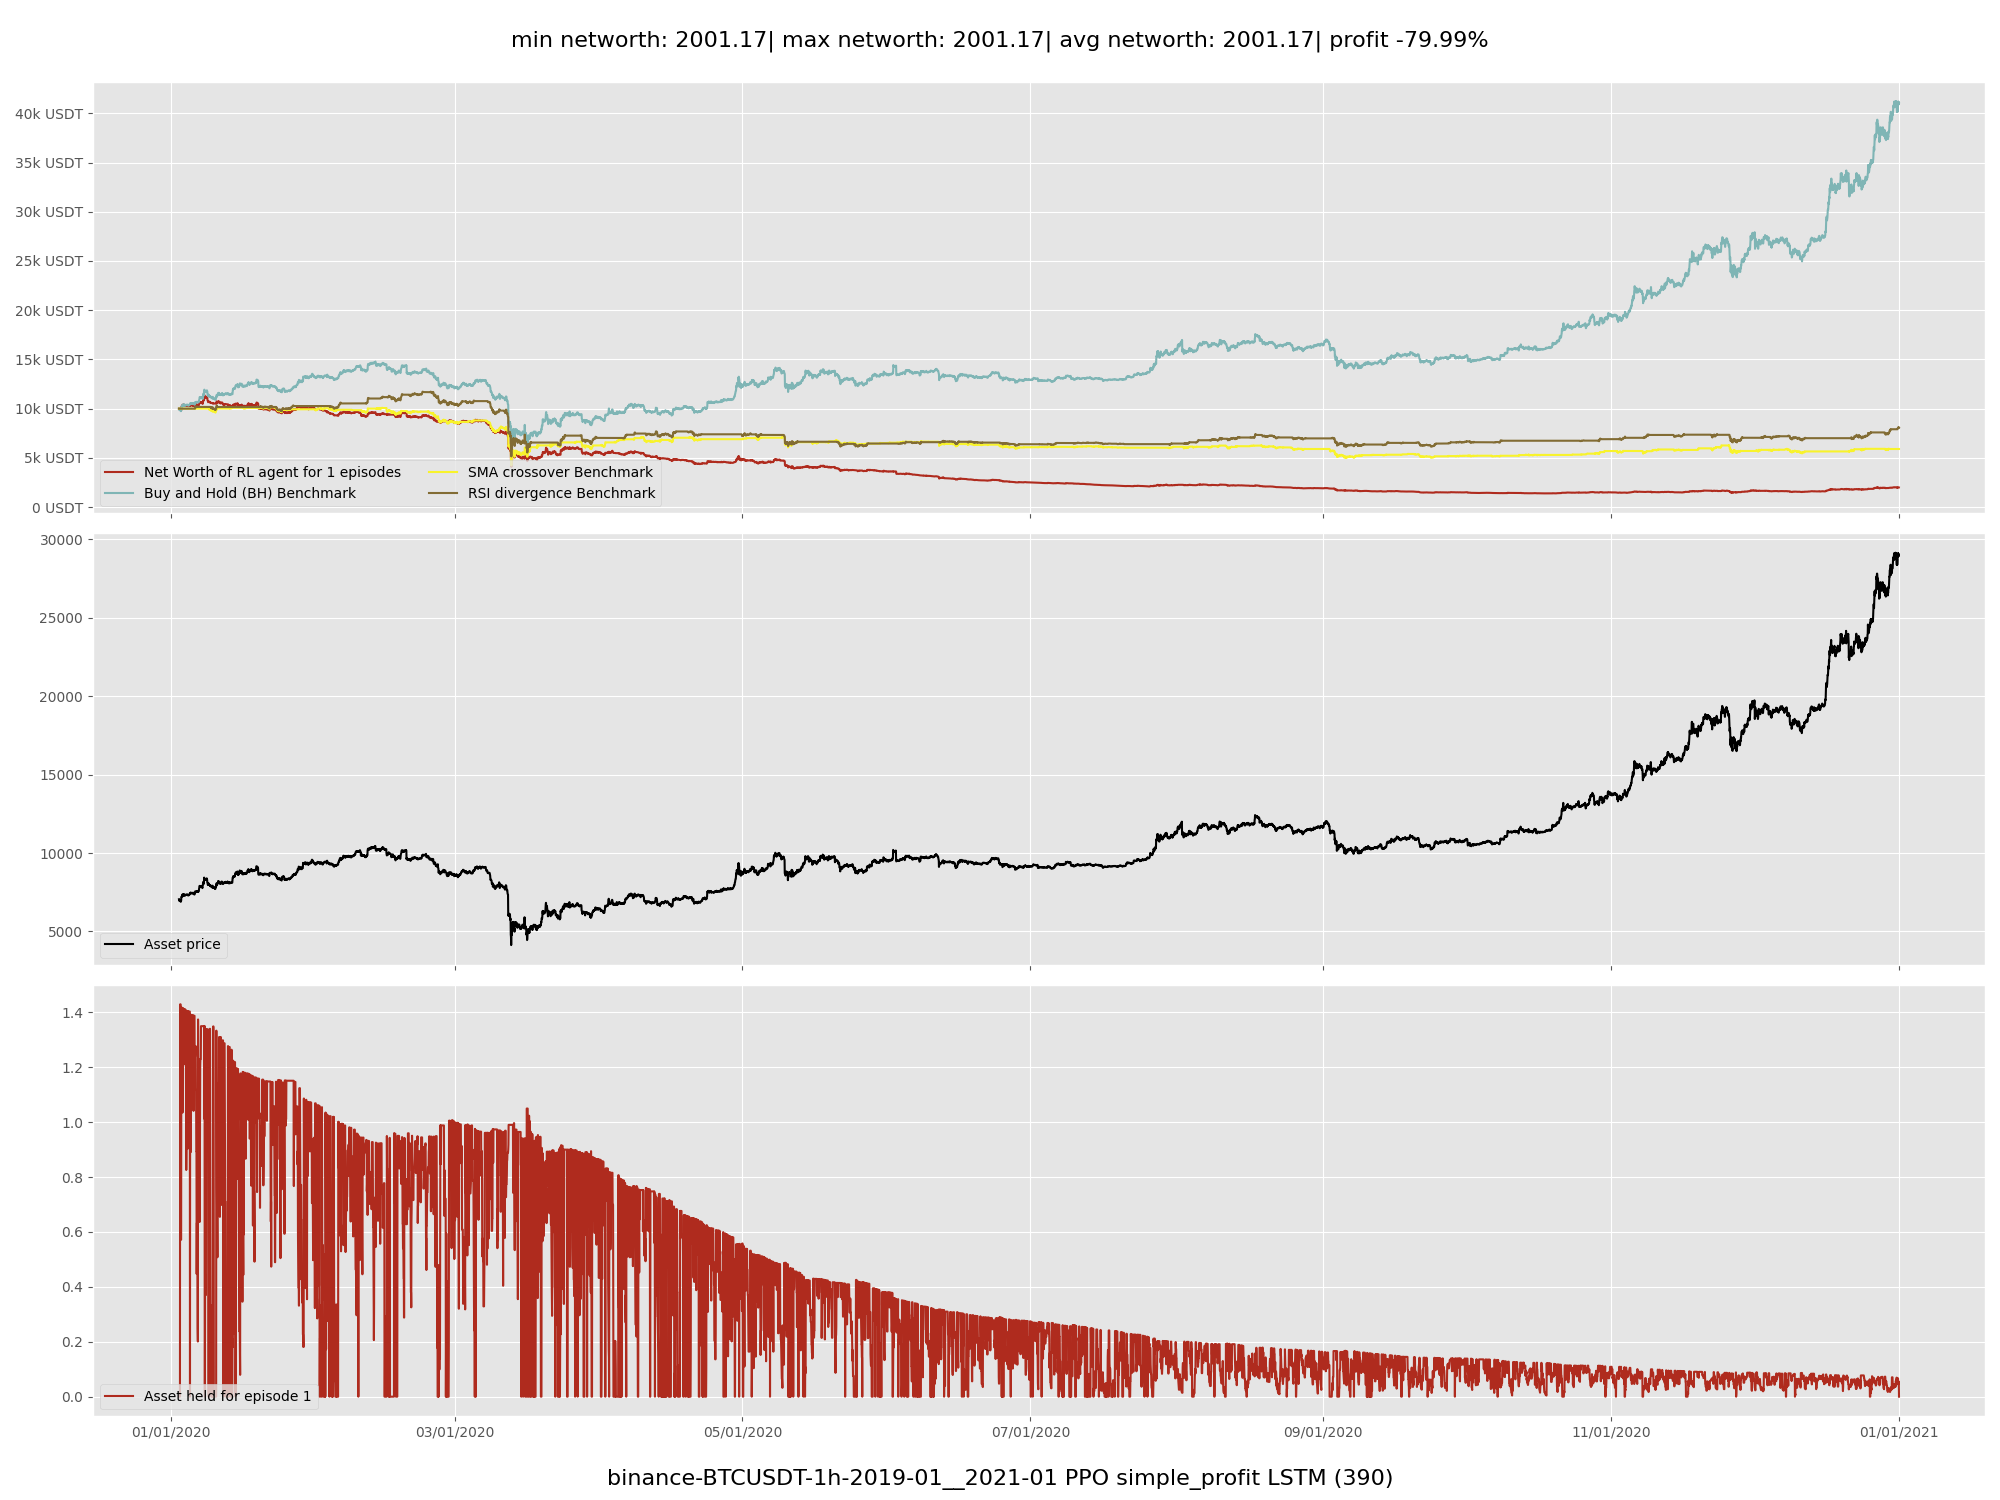 min networth: 2001.17| max networth: 2001.17| avg networth: 2001.17| profit -79.99%
40k USDT
35k USDT
30k USDT
25k USDT
20k USDT
15k USDT
10k USDT
5k USDT
0 USDT
Net Worth of RL agent for 1 episodes
Buy and Hold (BH) Benchmark
SMA crossover Benchmark
RSI divergence Benchmark
30000
25000
20000
15000
10000
5000
Asset price
1.4
1.2
1.0
0.8
0.6
0.4
0.2
0.0
Asset held for episode 1
01/01/2020 03/01/2020 05/01/2020 07/01/2020 09/01/2020 11/01/2020 01/01/2021
binance-BTCUSDT-1h-2019-01__2021-01 PPO simple_profit LSTM (390)